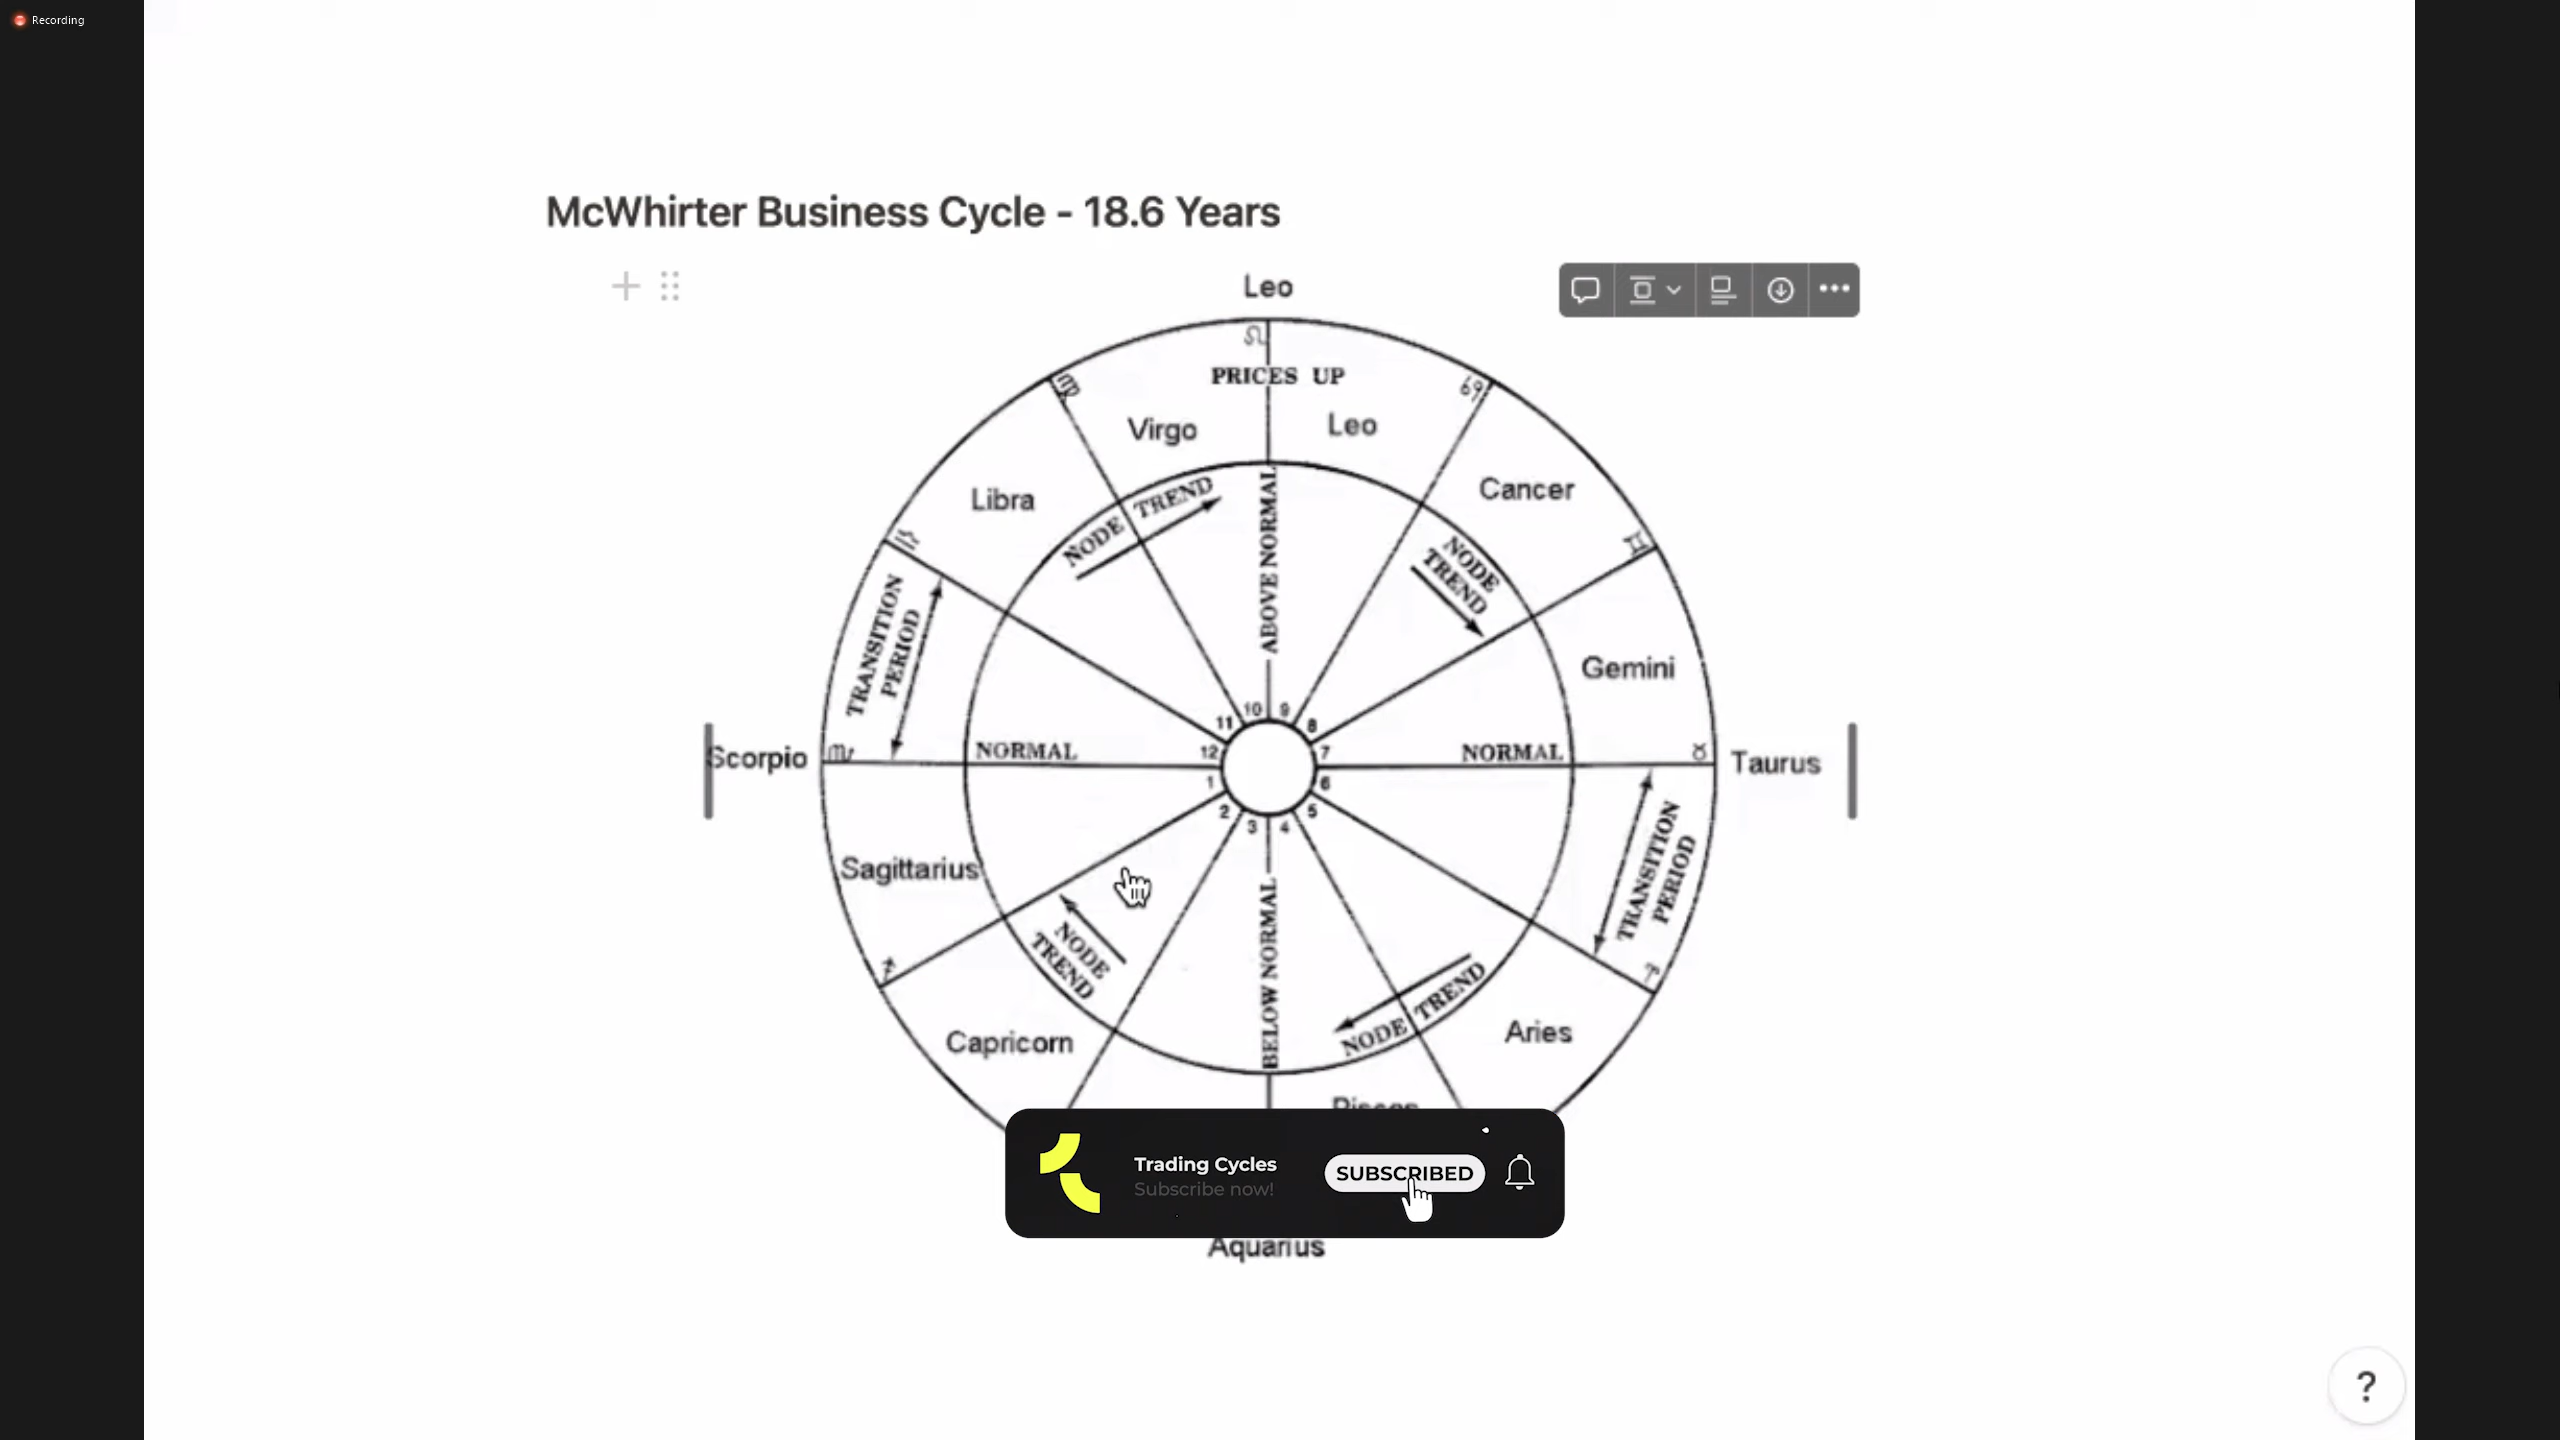 Recording
McWhirter Business Cycle - 18.6 Years
Leo
PRICES UP
Virgo
Leo
Libra
Cancer
NODE TREND
ABOVE NORMAL
NODE
TREND
TRANSITION
PERIOD
Gemini
Scorpio
NORMAL
NORMAL
Taurus
10 9
11 8
12 7
1 6
2 5
3 4
Sagittarius
TRANSITION
PERIOD
NODE
TREND
BELOW NORMAL
NODE TREND
Capricorn
Aries
Trading Cycles
Subscribe now!
SUBSCRIBED
Aquarius
?